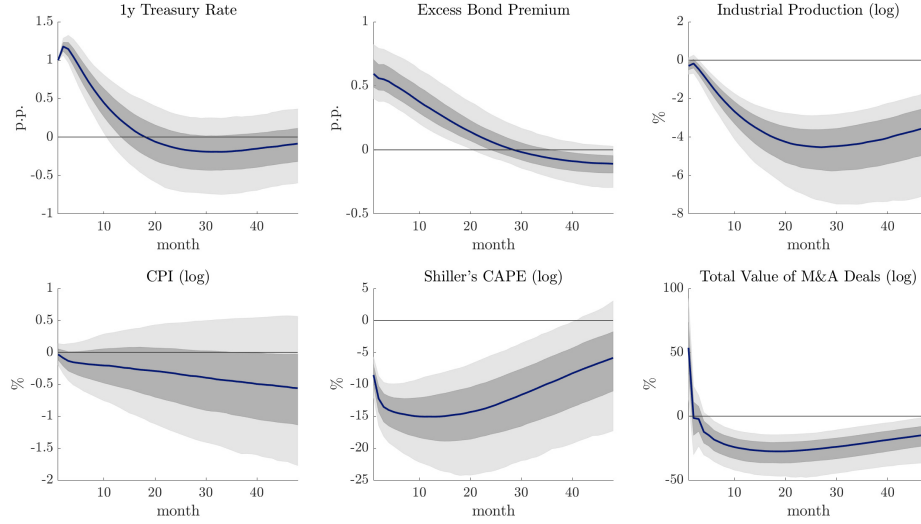 1y Treasury Rate
1.5
1
0.5
0
-0.5
-1
p.p.
10 20 30 40
month
Excess Bond Premium
1
0.5
0
-0.5
p.p.
10 20 30 40
month
Industrial Production (log)
2
0
-2
-4
-6
-8
%
10 20 30 40
month
CPI (log)
1
0.5
0
-0.5
-1
-1.5
-2
%
10 20 30 40
month
Shiller's CAPE (log)
5
0
-5
-10
-15
-20
-25
%
10 20 30 40
month
Total Value of M&A Deals (log)
100
50
0
-50
%
10 20 30 40
month